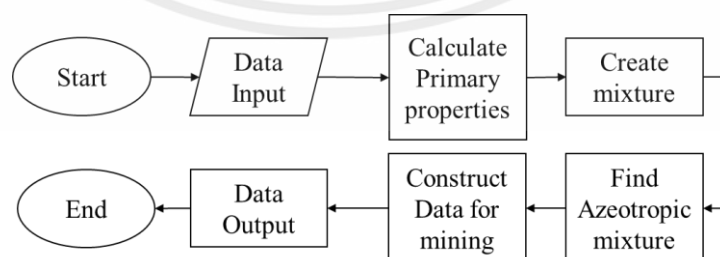 Start
Data
Input
Calculate
Primary
properties
Create
mixture
Find
Azeotropic
mixture
Construct
Data for
mining
Data
Output
End